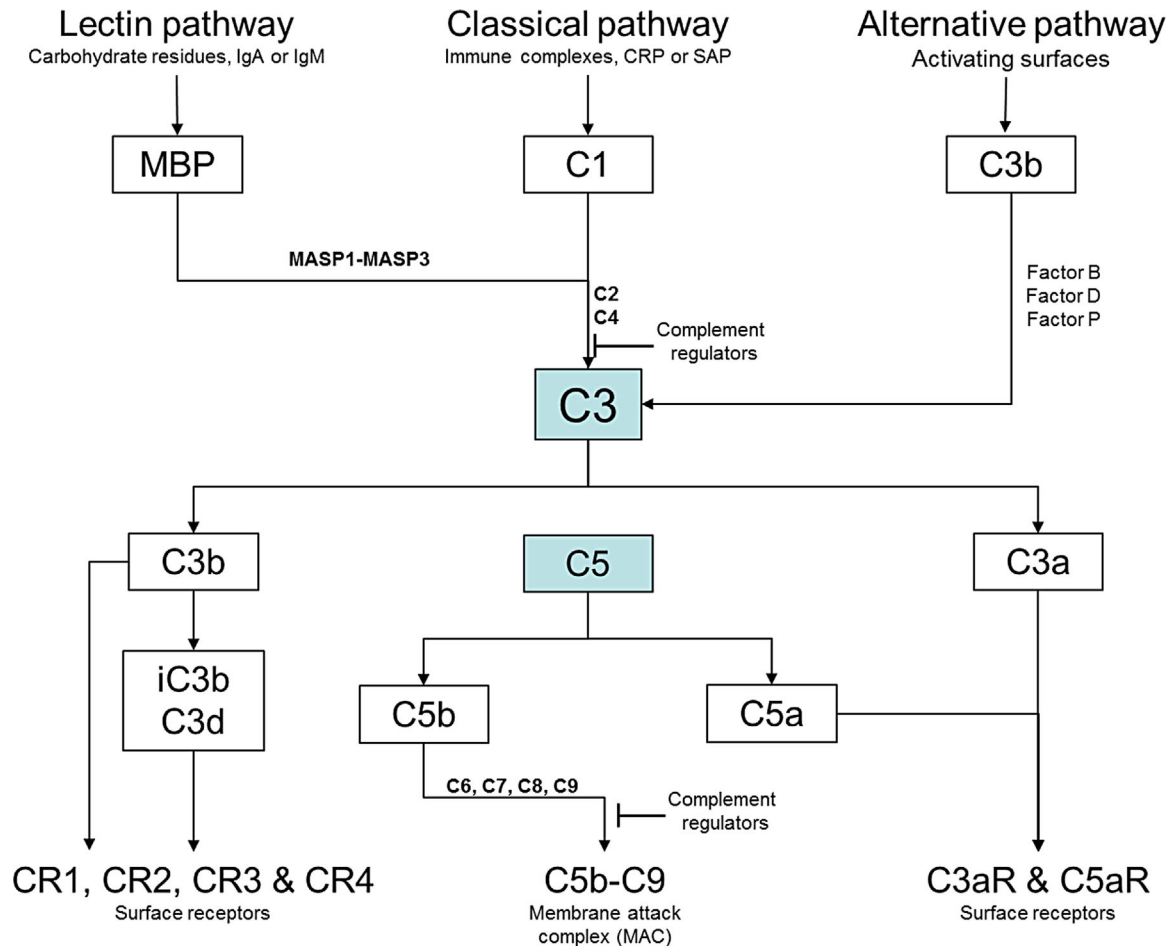 Lectin pathway
Carbohydrate residues, IgA or IgM
Classical pathway
Immune complexes, CRP or SAP
Alternative pathway
Activating surfaces
MBP
C1
C3b
MASP1-MASP3
C2
C4
Factor B
Factor D
Factor P
Complement
regulators
C3
C3b
C5
C3a
iC3b
C3d
C5b
C5a
C6, C7, C8, C9
Complement
regulators
CR1, CR2, CR3 & CR4
Surface receptors
C5b-C9
Membrane attack
complex (MAC)
C3aR & C5aR
Surface receptors